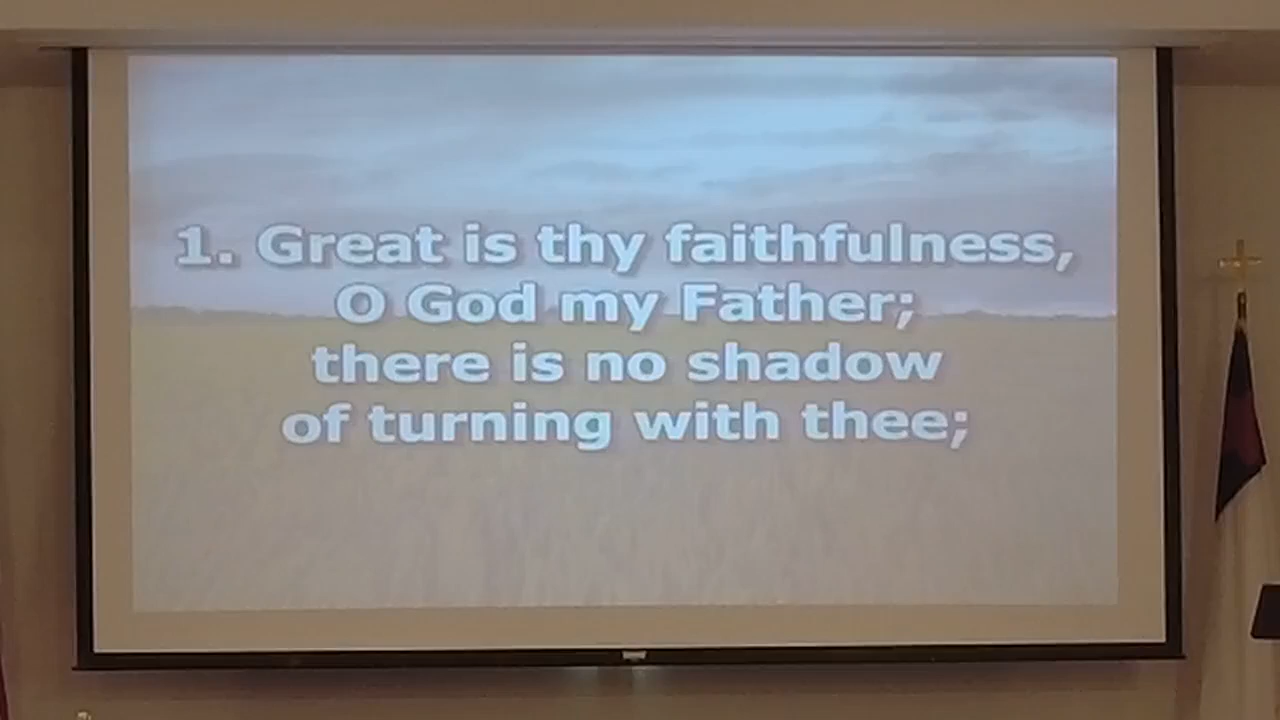 1. Great is thy faithfulness,
O God my Father;
there is no shadow
of turning with thee;